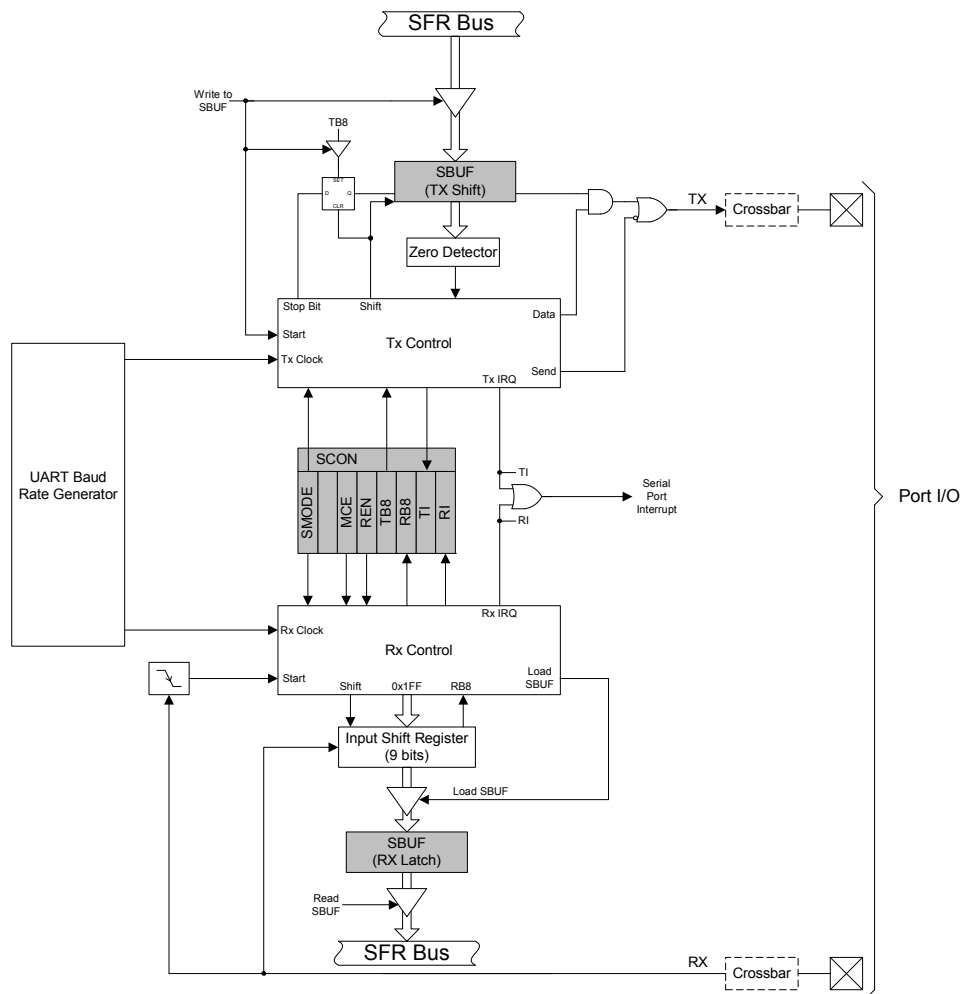 SFR Bus
Write to
SBUF
TB8
SET
D
Q
CLR
SBUF
(TX Shift)
TX
Crossbar
Zero Detector
Stop Bit
Shift
Data
Start
Tx Control
Tx Clock
Send
Tx IRQ
UART Baud
Rate Generator
SCON
SMODE
MCE
REN
TB8
RB8
TI
RI
TI
Serial
Port
Interrupt
RI
Port I/O
Rx IRQ
Rx Clock
Rx Control
Start
Load
SBUF
Shift
0x1FF
RB8
Input Shift Register
(9 bits)
Load SBUF
SBUF
(RX Latch)
Read
SBUF
SFR Bus
RX
Crossbar